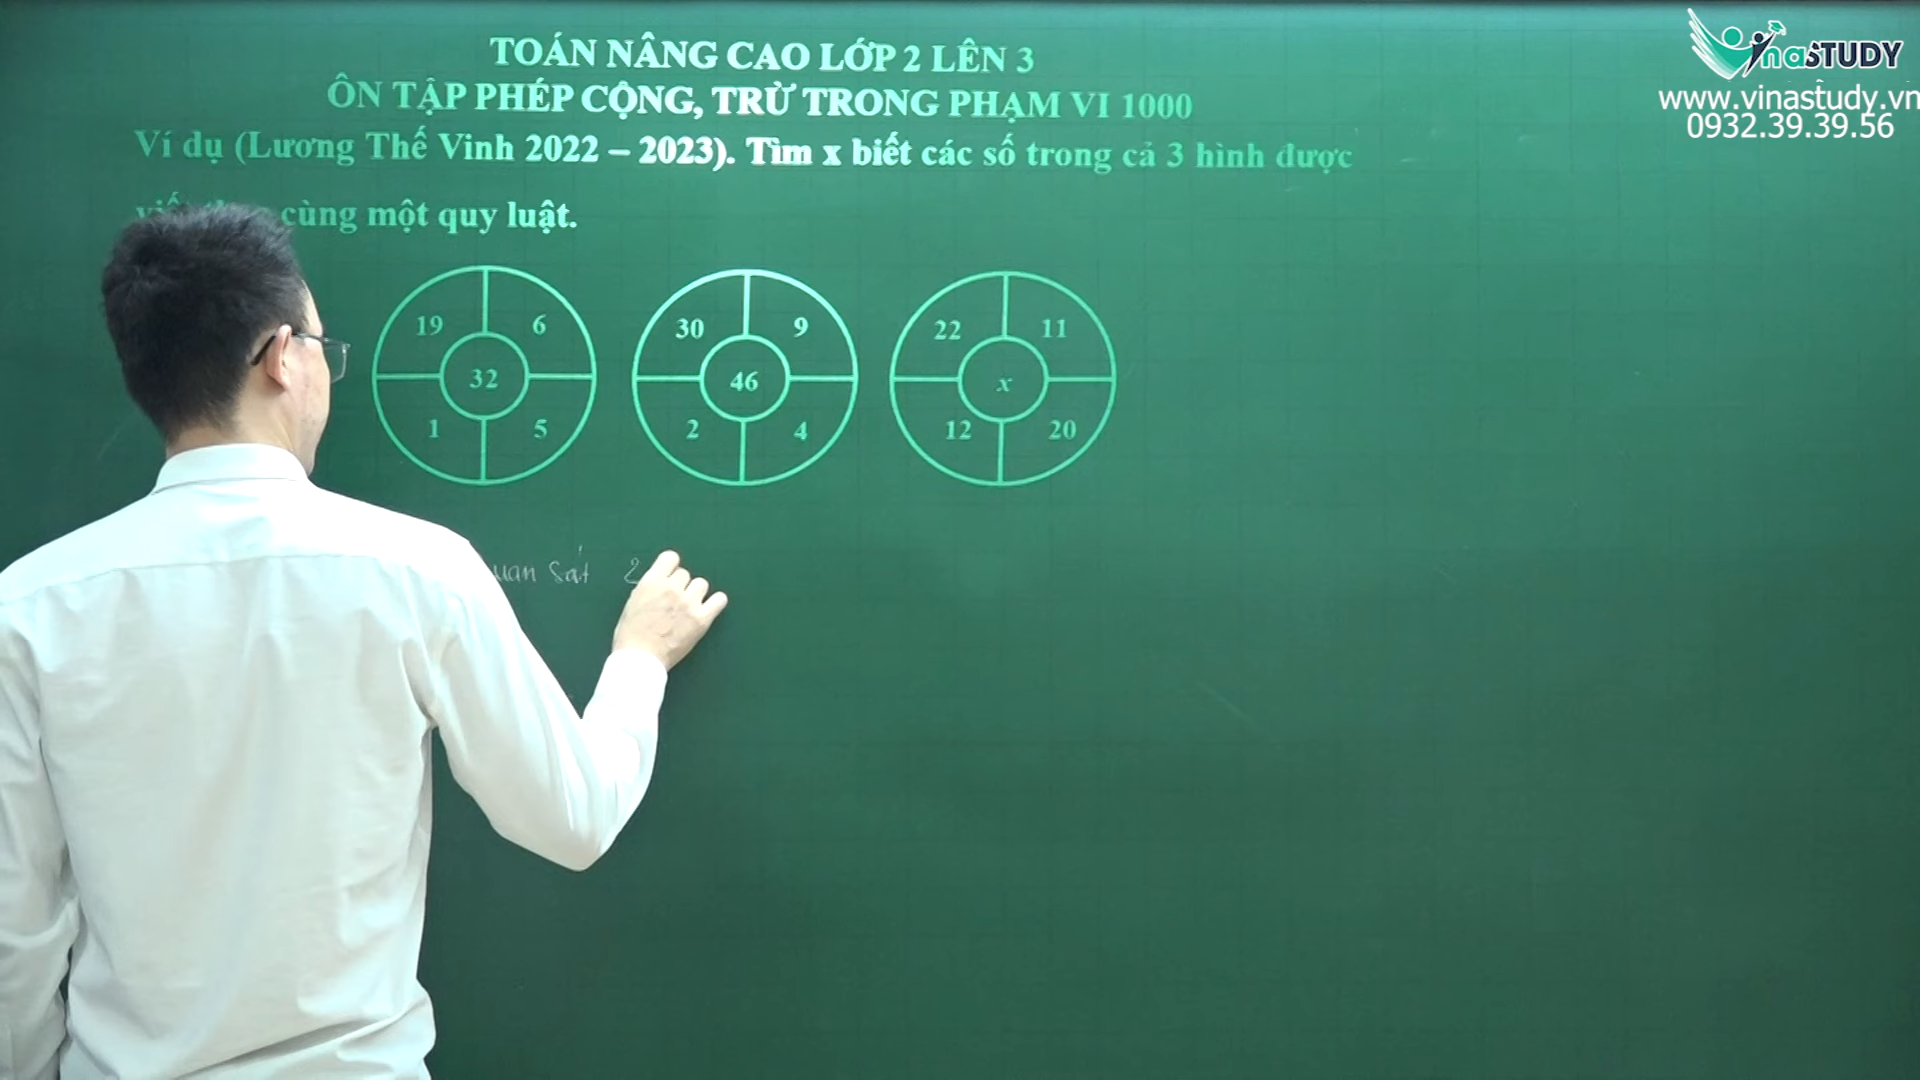 TOÁN NÂNG CAO LỚP 2 LÊN 3
ÔN TẬP PHÉP CỘNG, TRỪ TRONG PHẠM VI 1000
Ví dụ (Lương Thế Vinh 2022 – 2023). Tìm x biết các số trong cả 3 hình được
cùng một quy luật.
19 6
32
1 5
30 9
46
2 4
22 11
x
12 20
sát 2
VinaSTUDY
www.vinastudy.vn
0932.39.39.56